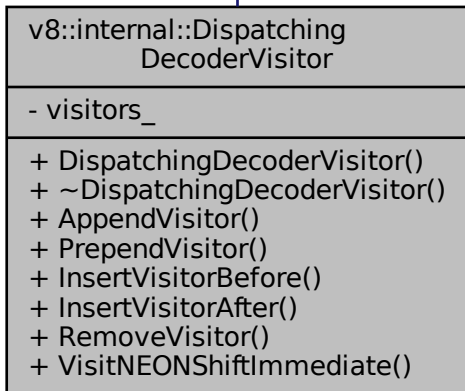 v8::internal::Dispatching
DecoderVisitor
- visitors_
+ DispatchingDecoderVisitor()
+ ~DispatchingDecoderVisitor()
+ AppendVisitor()
+ PrependVisitor()
+ InsertVisitorBefore()
+ InsertVisitorAfter()
+ RemoveVisitor()
+ VisitNEONShiftImmediate()